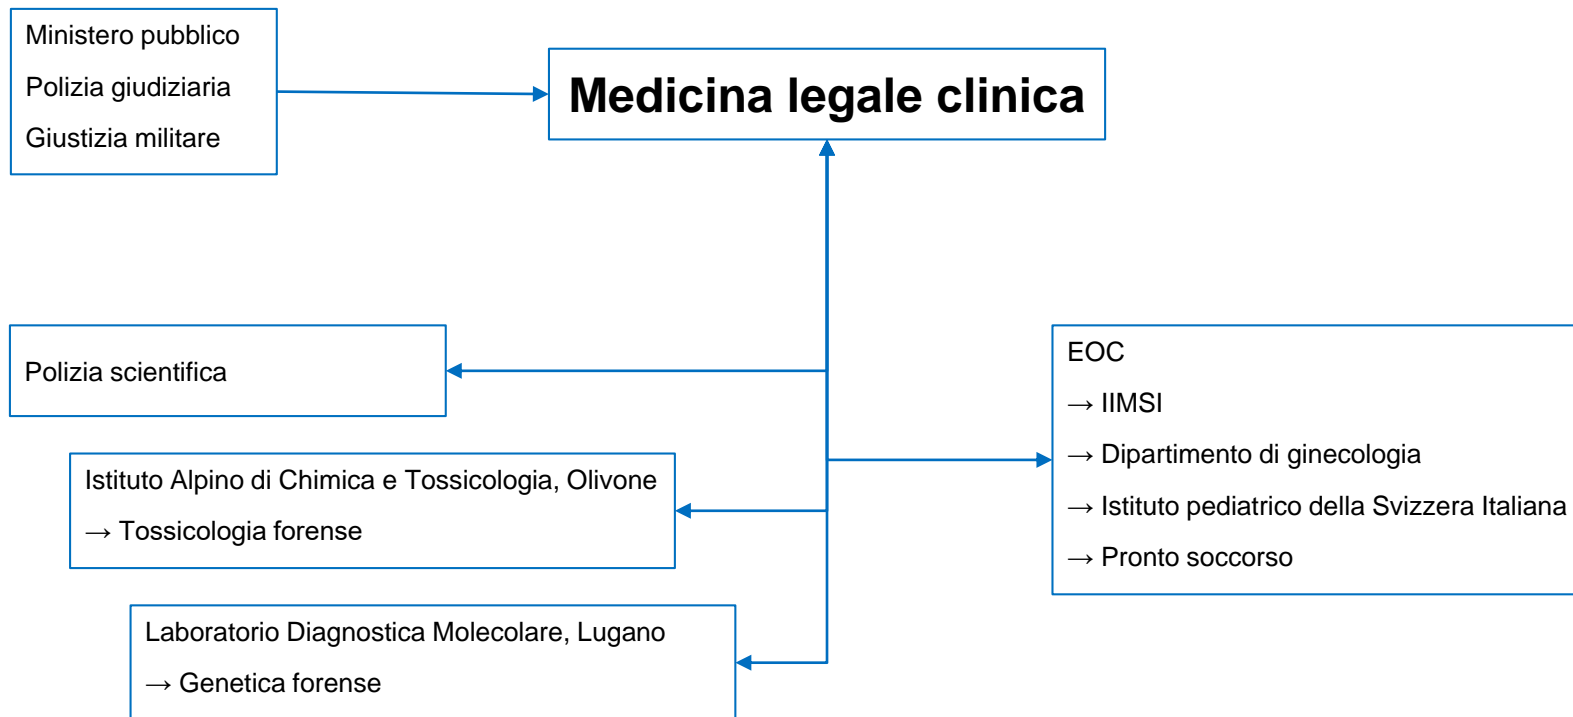 Ministero pubblico
Polizia giudiziaria
Giustizia militare
Medicina legale clinica
Polizia scientifica
EOC
→ IIMSI
→ Dipartimento di ginecologia
→ Istituto pediatrico della Svizzera Italiana
→ Pronto soccorso
Istituto Alpino di Chimica e Tossicologia, Olivone
→ Tossicologia forense
Laboratorio Diagnostica Molecolare, Lugano
→ Genetica forense